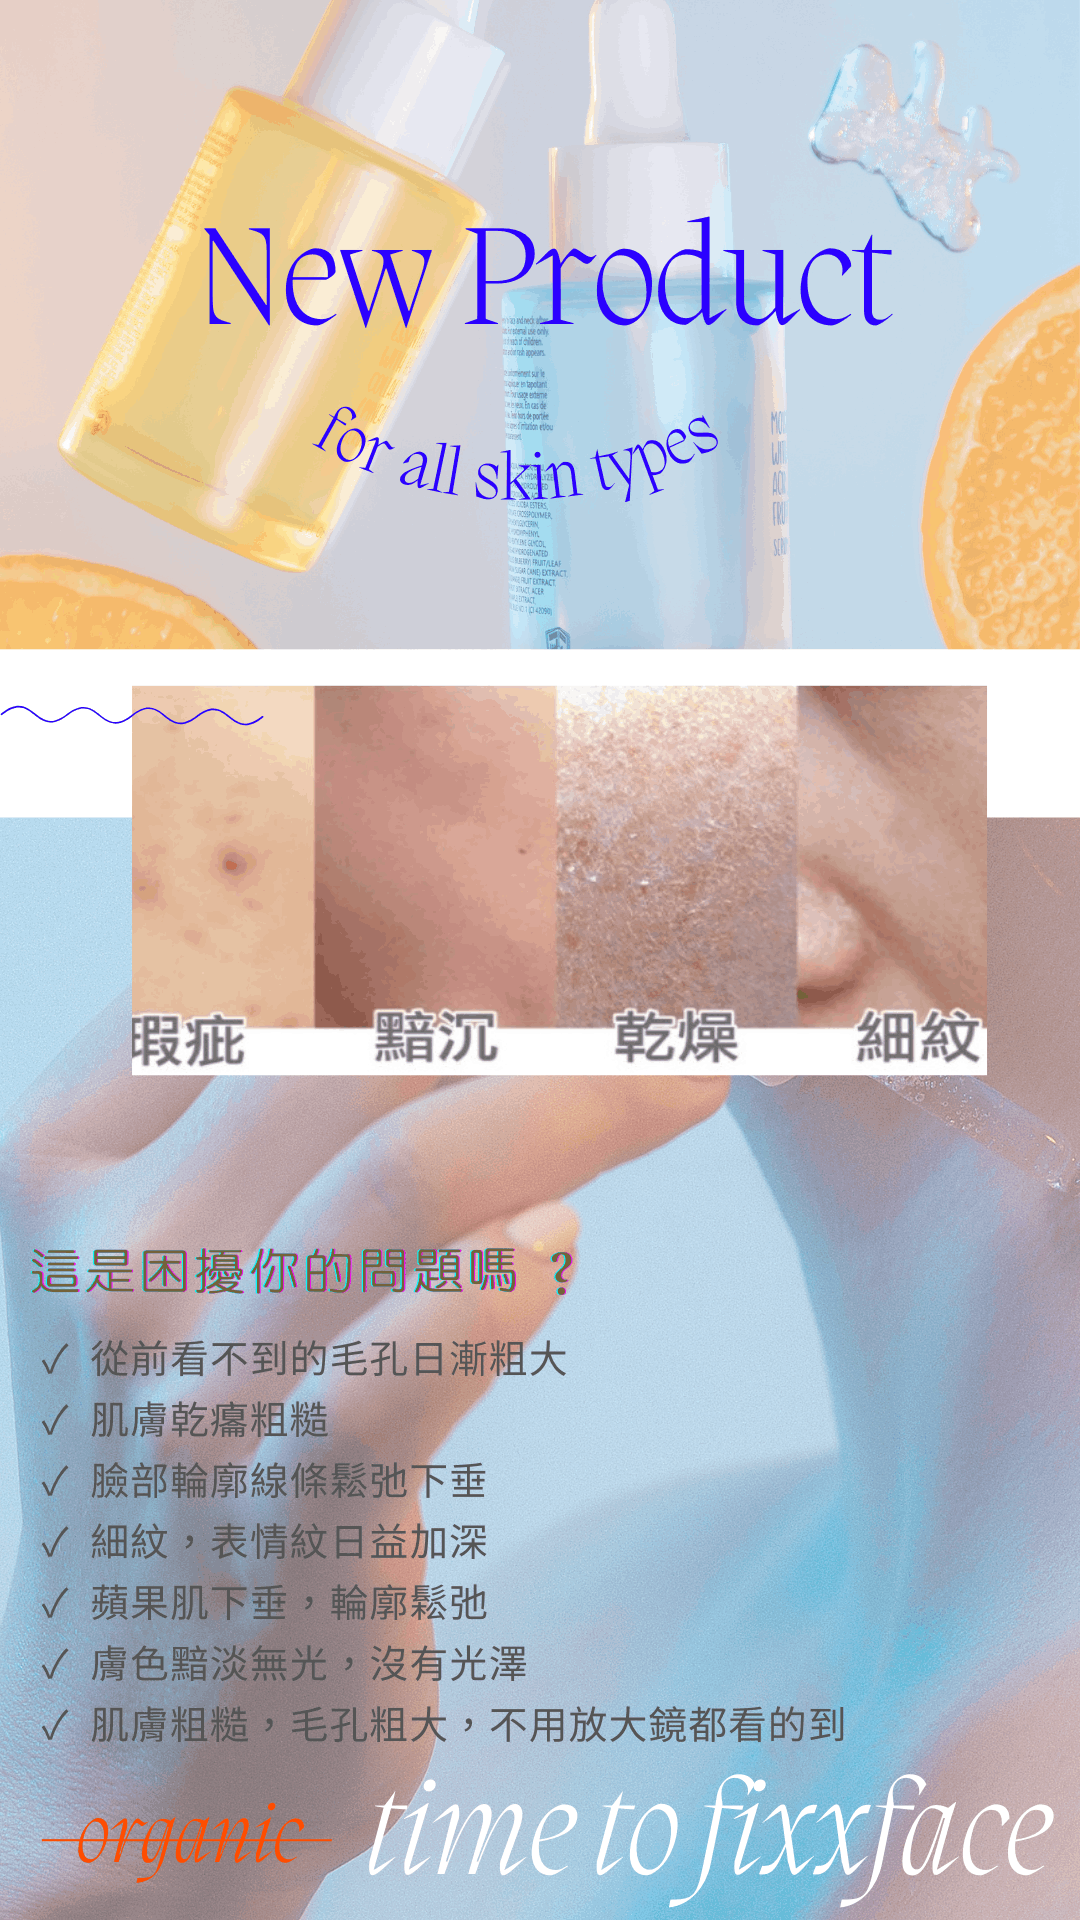 New Product
for all skin types
瑕疵
黯沉
乾燥
細紋
這是困擾你的問題嗎 ?
✓ 從前看不到的毛孔日漸粗大
✓ 肌膚乾癟粗糙
✓ 臉部輪廓線條鬆弛下垂
✓ 細紋，表情紋日益加深
✓ 蘋果肌下垂，輪廓鬆弛
✓ 膚色黯淡無光，沒有光澤
✓ 肌膚粗糙，毛孔粗大，不用放大鏡都看的到
organic
time to fixxface